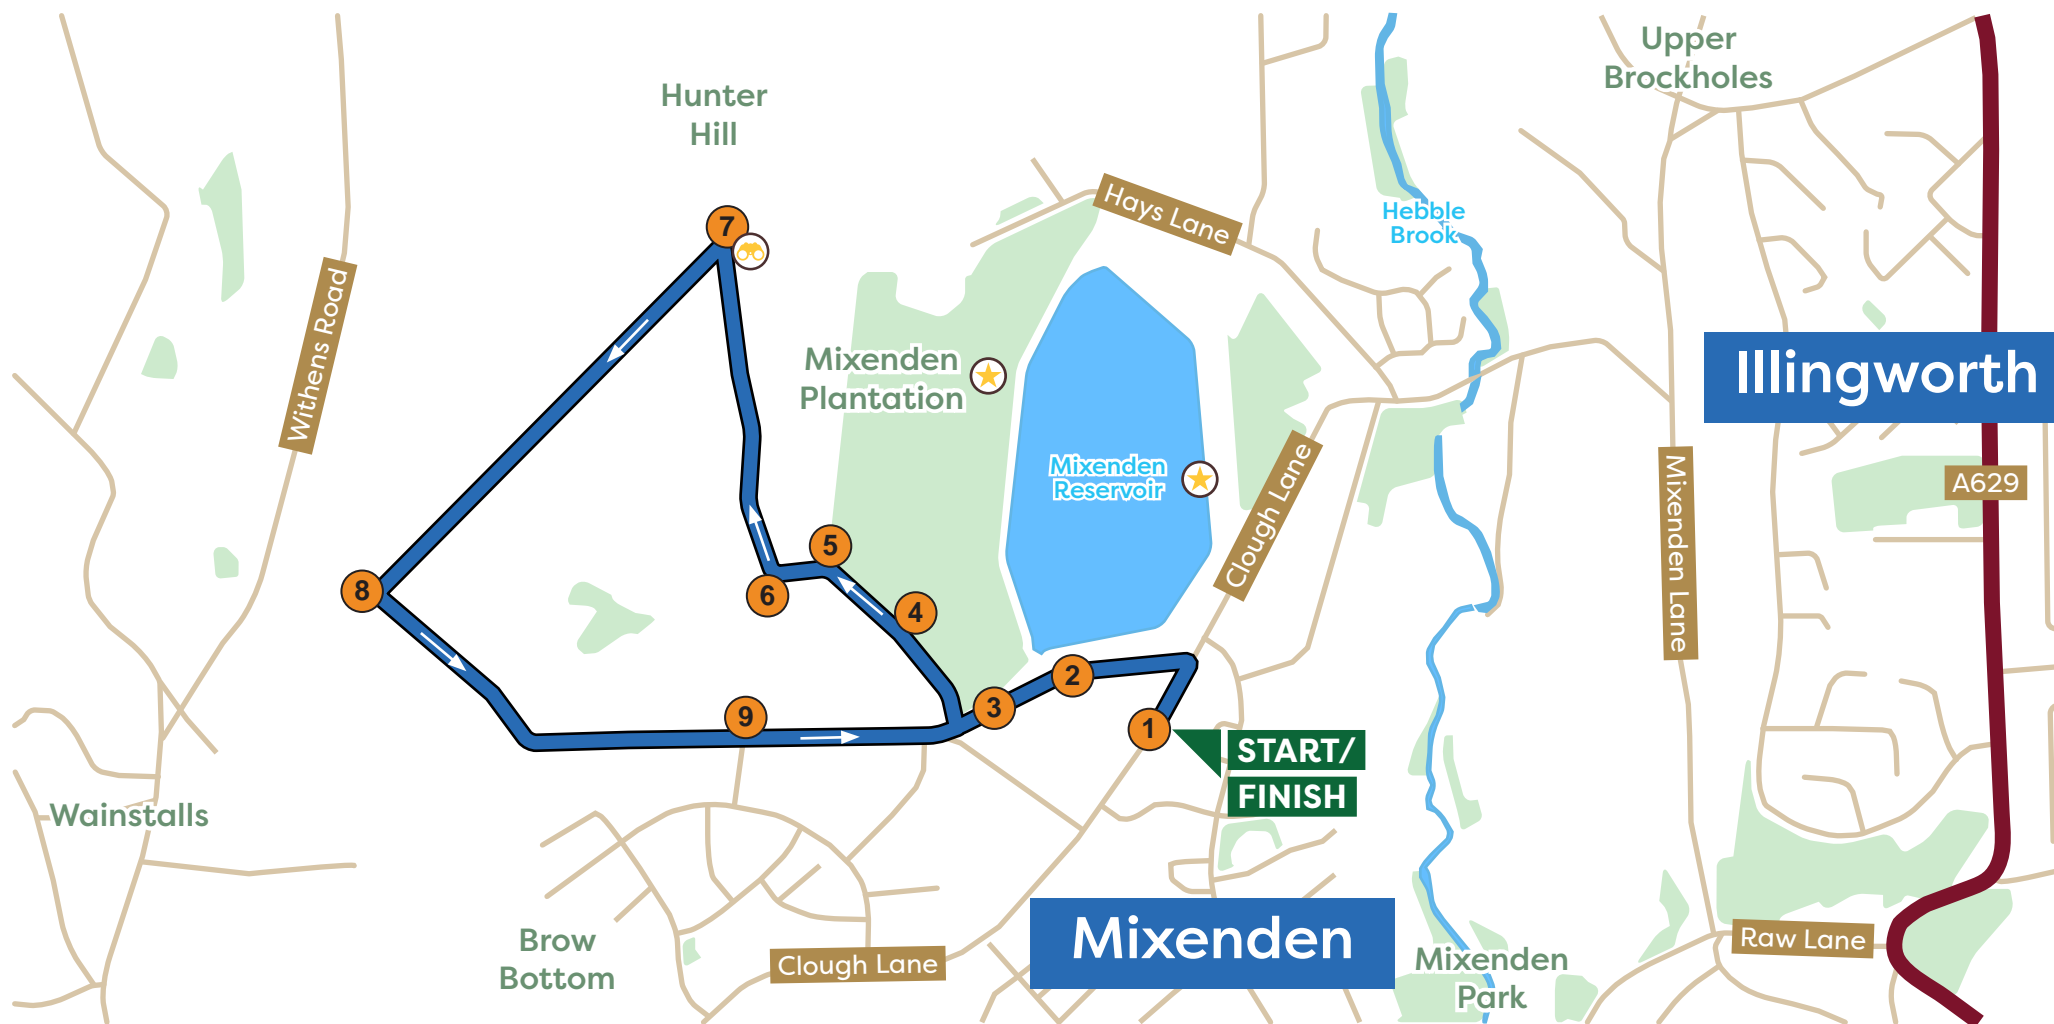 Upper
Brockholes
Hunter
Hill
Hays Lane
Hebble
Brook
7
Withens Road
Mixenden
Plantation
Illingworth
Mixenden
Reservoir
Clough Lane
A629
Mixenden Lane
5
6
8
4
2
3
9
1
START/
FINISH
Wainstalls
Brow
Bottom
Clough Lane
Mixenden
Mixenden
Park
Raw Lane